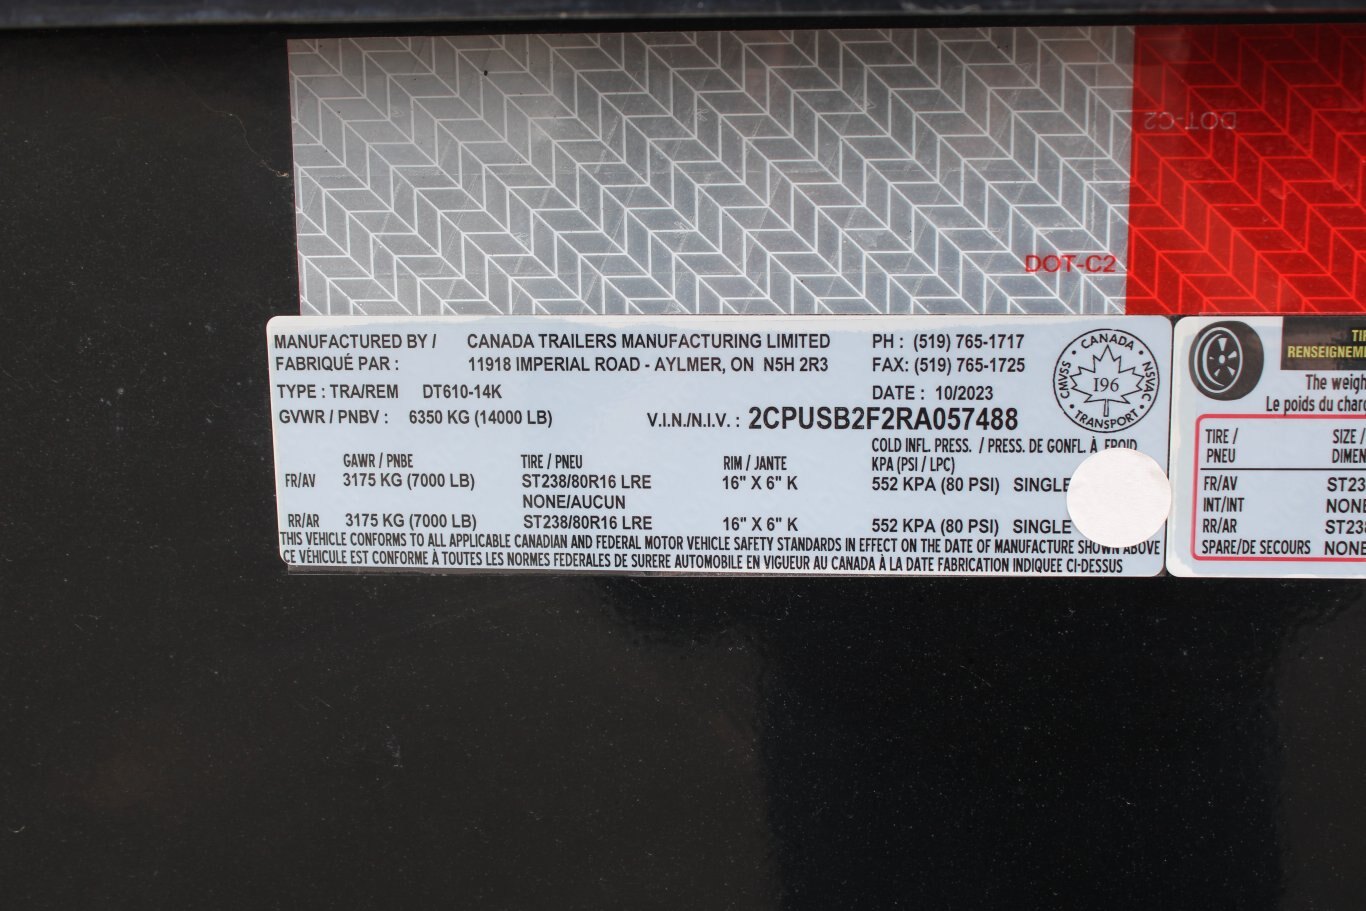 DOT-C2
DOT-C2
MANUFACTURED BY / CANADA TRAILERS MANUFACTURING LIMITED PH : (519) 765-1717
FABRIQUÉ PAR : 11918 IMPERIAL ROAD - AYLMER, ON N5H 2R3 FAX: (519) 765-1725
TYPE : TRA/REM DT610-14K DATE : 10/2023
GVWR / PNBV : 6350 KG (14000 LB) V.I.N./N.I.V. : 2CPUSB2F2RA057488
CANADA
CMVSS 196 NSVAC
TRANSPORT
COLD INFL. PRESS. / PRESS. DE GONFL. À FROID
GAWR / PNBE TIRE / PNEU RIM / JANTE KPA (PSI / LPC)
FR/AV 3175 KG (7000 LB) ST238/80R16 LRE 16" X 6" K 552 KPA (80 PSI) SINGLE
NONE/AUCUN
RR/AR 3175 KG (7000 LB) ST238/80R16 LRE 16" X 6" K 552 KPA (80 PSI) SINGLE
THIS VEHICLE CONFORMS TO ALL APPLICABLE CANADIAN AND FEDERAL MOTOR VEHICLE SAFETY STANDARDS IN EFFECT ON THE DATE OF MANUFACTURE SHOWN ABOVE
CE VÉHICULE EST CONFORME À TOUTES LES NORMES FEDERALES DE SURERE AUTOMOBILE EN VIGUEUR AU CANADA À LA DATE FABRICATION INDIQUEE CI-DESSUS
The
Le poids du
TIRE / SIZE /
PNEU
FR/AV
INT/INT NONE
RR/AR
SPARE/DE SECOURS NONE